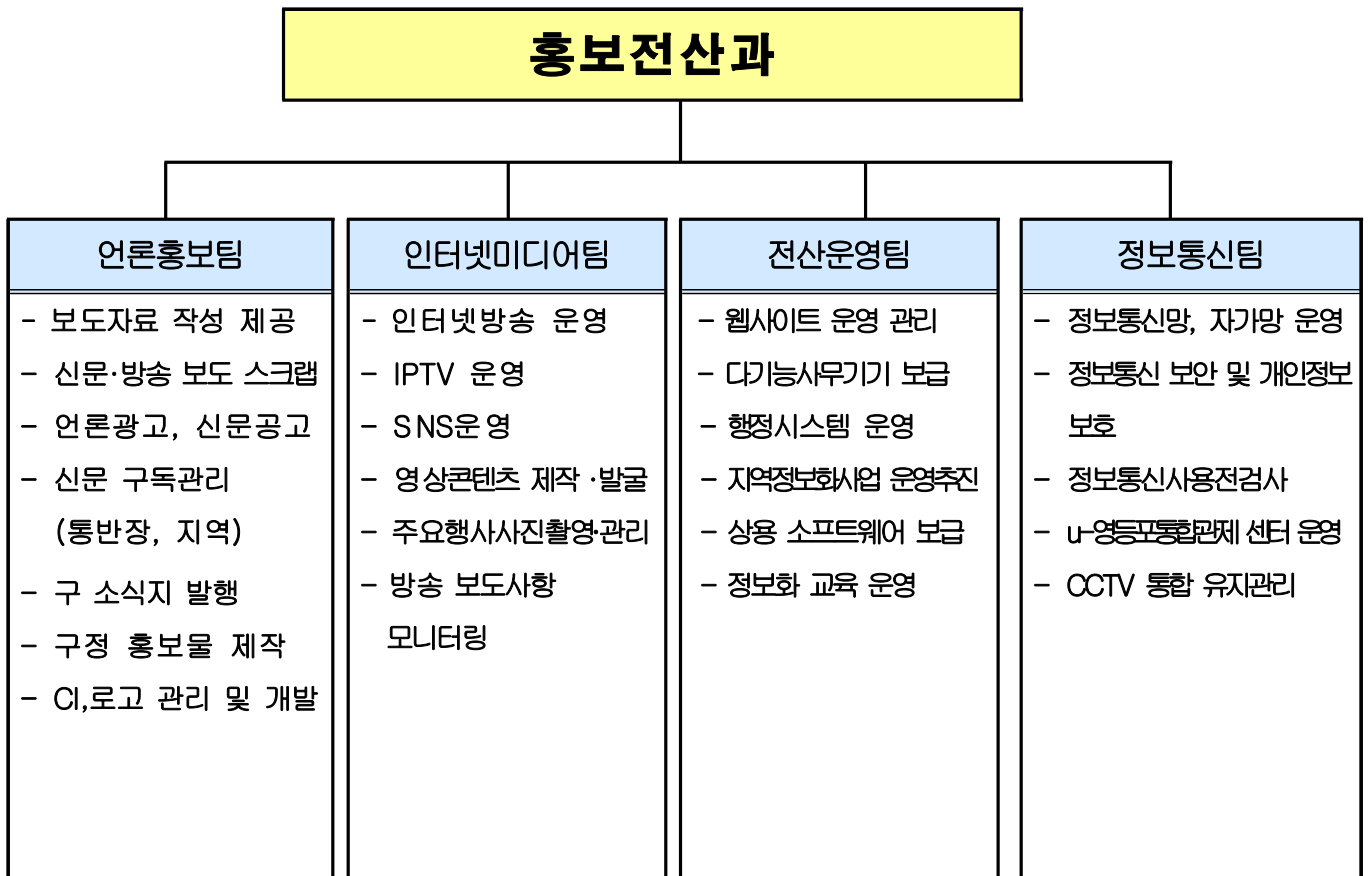 홍보전산과
언론홍보팀
- 보도자료 작성 제공
- 신문·방송 보도 스크랩
- 언론광고, 신문공고
- 신문 구독관리
(통반장, 지역)
- 구 소식지 발행
- 구정 홍보물 제작
- CI,로고 관리 및 개발
인터넷미디어팀
- 인터넷방송 운영
- IPTV 운영
- SNS운영
- 영상콘텐츠 제작 ·발굴
- 주요행사사진촬영·관리
- 방송 보도사항
모니터링
전산운영팀
- 웹사이트 운영 관리
- 다기능사무기기 보급
- 행정시스템 운영
- 지역정보화사업 운영추진
- 상용 소프트웨어 보급
- 정보화 교육 운영
정보통신팀
- 정보통신망, 자가망 운영
- 정보통신 보안 및 개인정보
보호
- 정보통신사용전검사
- u-영등포통합관제 센터 운영
- CCTV 통합 유지관리